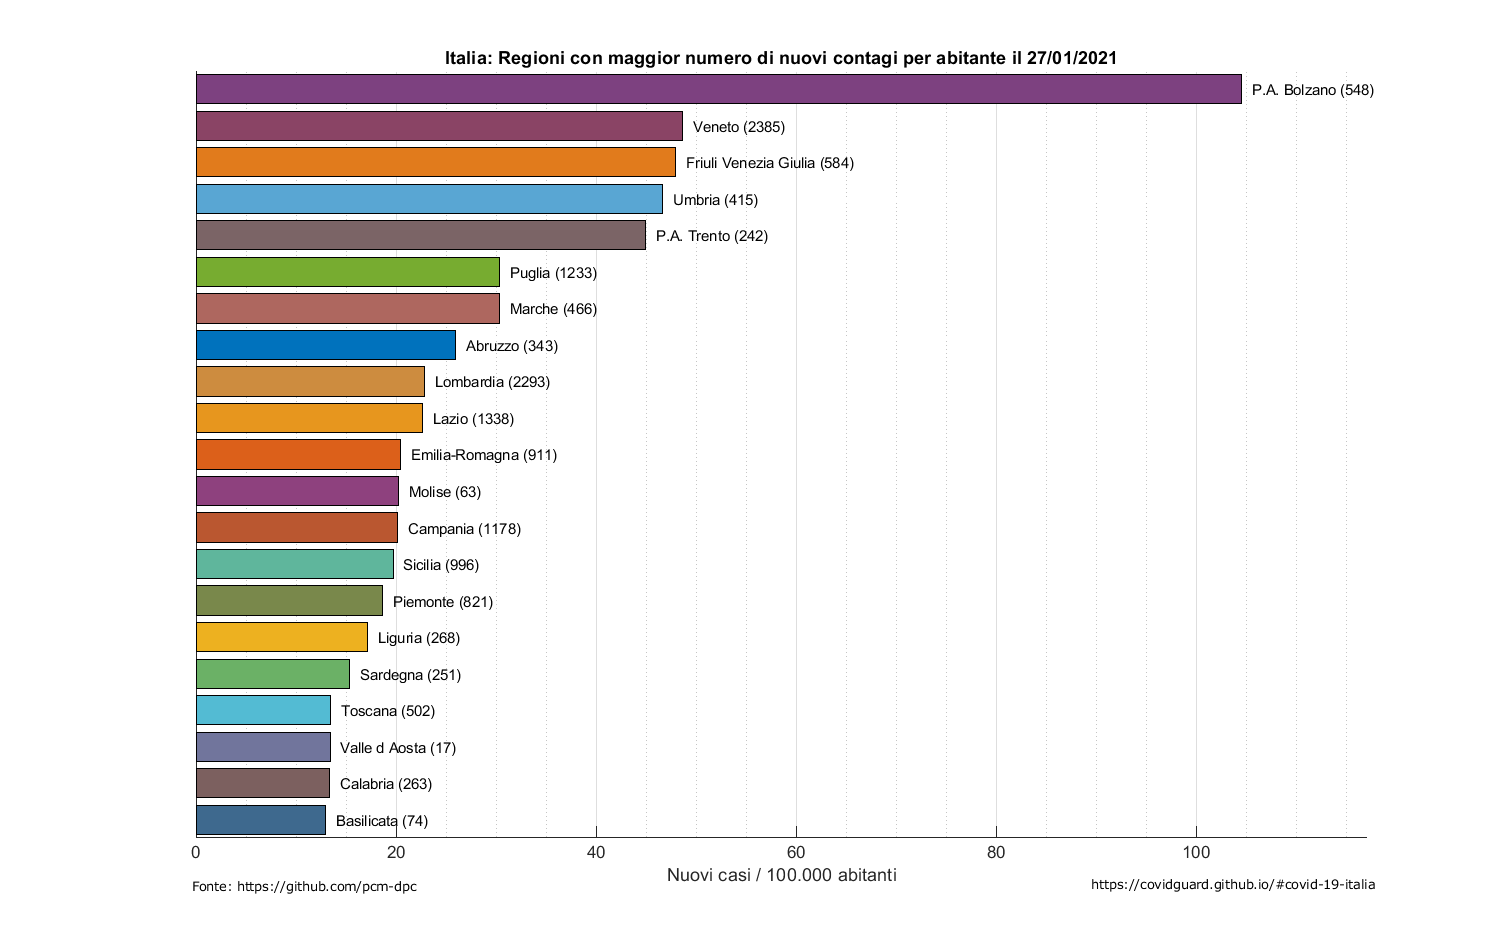 Italia: Regioni con maggior numero di nuovi contagi per abitante il 27/01/2021
P.A. Bolzano (548)
Veneto (2385)
Friuli Venezia Giulia (584)
Umbria (415)
P.A. Trento (242)
Puglia (1233)
Marche (466)
Abruzzo (343)
Lombardia (2293)
Lazio (1338)
Emilia-Romagna (911)
Molise (63)
Campania (1178)
Sicilia (996)
Piemonte (821)
Liguria (268)
Sardegna (251)
Toscana (502)
Valle d Aosta (17)
Calabria (263)
Basilicata (74)
0 20 40 60 80 100
Nuovi casi / 100.000 abitanti
Fonte: https://github.com/pcm-dpc
https://covidguard.github.io/#covid-19-italia